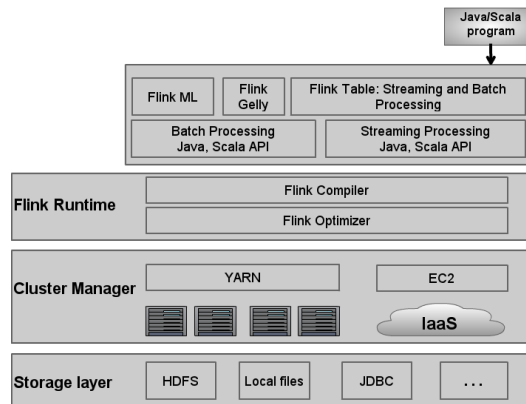 Java/Scala
program
Flink ML
Flink
Gelly
Flink Table: Streaming and Batch
Processing
Batch Processing
Java, Scala API
Streaming Processing
Java, Scala API
Flink Runtime
Flink Compiler
Flink Optimizer
Cluster Manager
YARN
EC2
IaaS
Storage layer
HDFS
Local files
JDBC
...